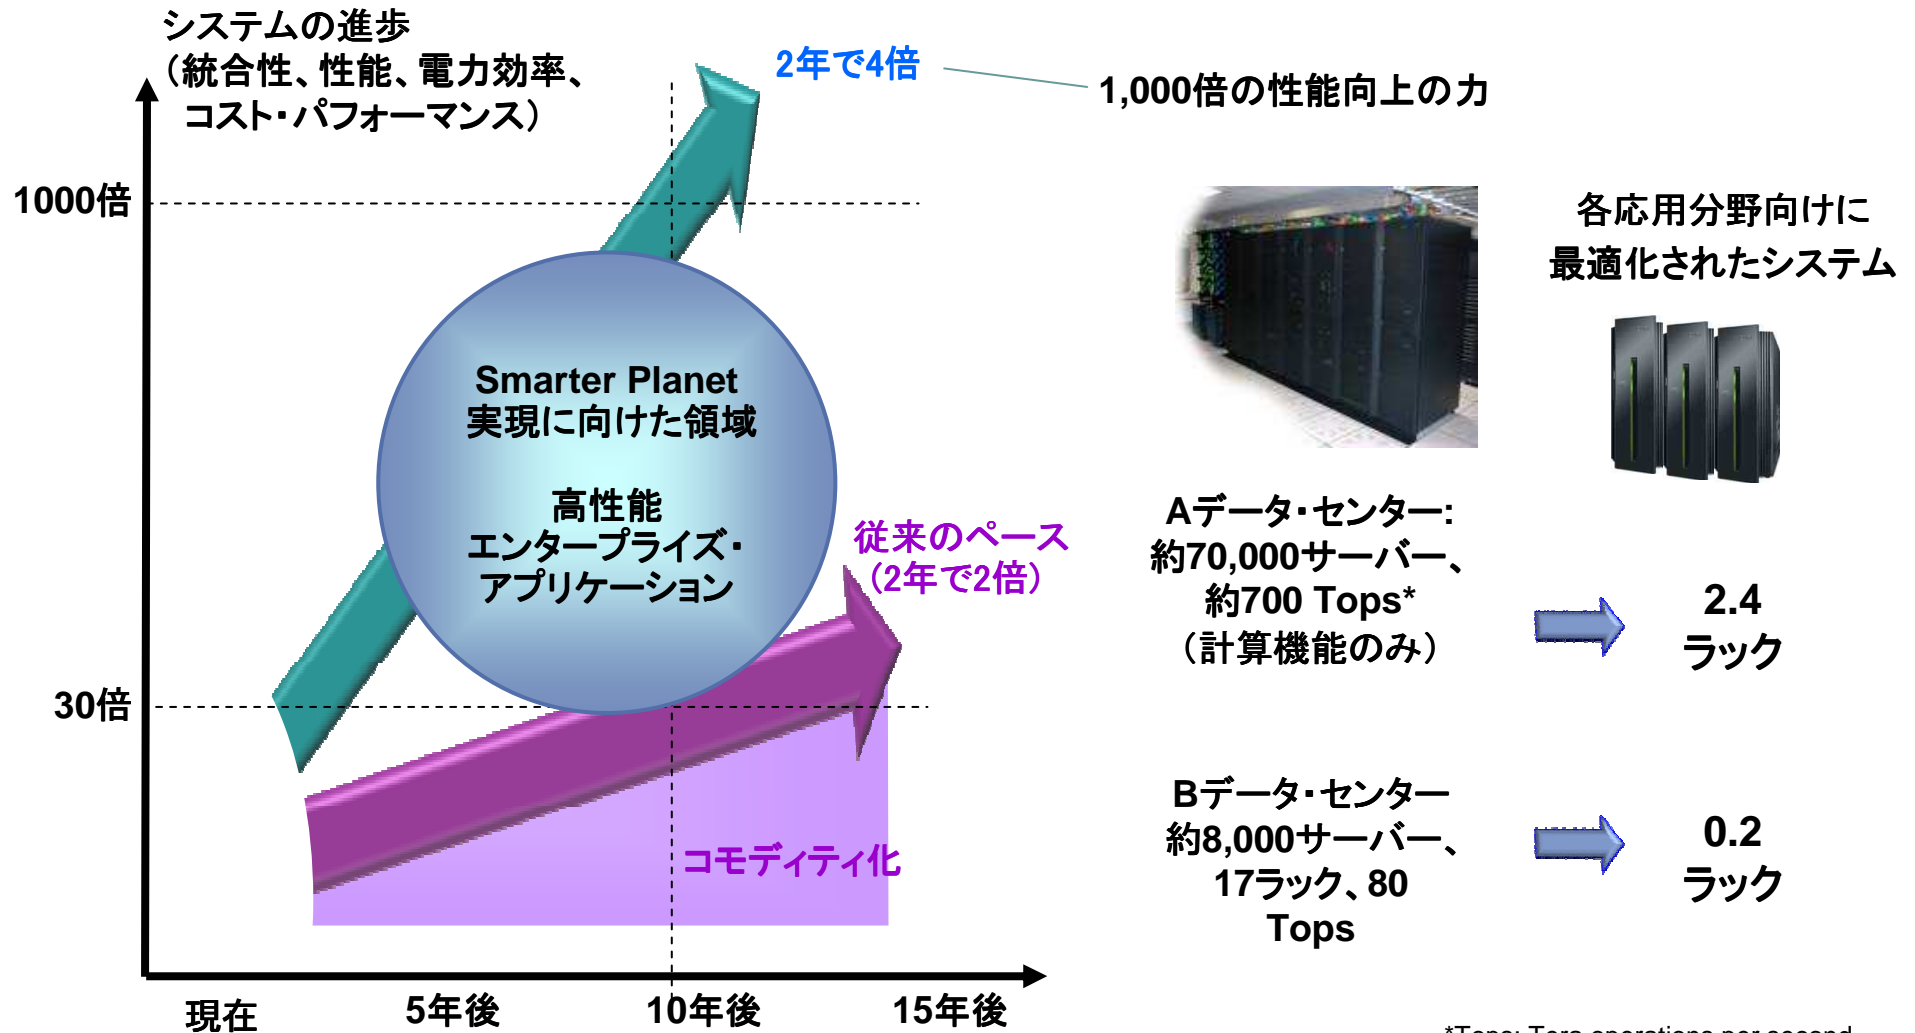 システムの進歩
（統合性、性能、電力効率、
コスト・パフォーマンス）
2年で4倍
1,000倍の性能向上の力
1000倍
30倍
Smarter Planet
実現に向けた領域
高性能
エンタープライズ・
アプリケーション
従来のペース
（2年で2倍）
コモディティ化
現在
5年後
10年後
15年後
各応用分野向けに
最適化されたシステム
Aデータ・センター:
約70,000サーバー、
約700 Tops*
（計算機能のみ）
2.4
ラック
Bデータ・センター
約8,000サーバー、
17ラック、80
Tops
0.2
ラック
*Tops: Tera operations per second